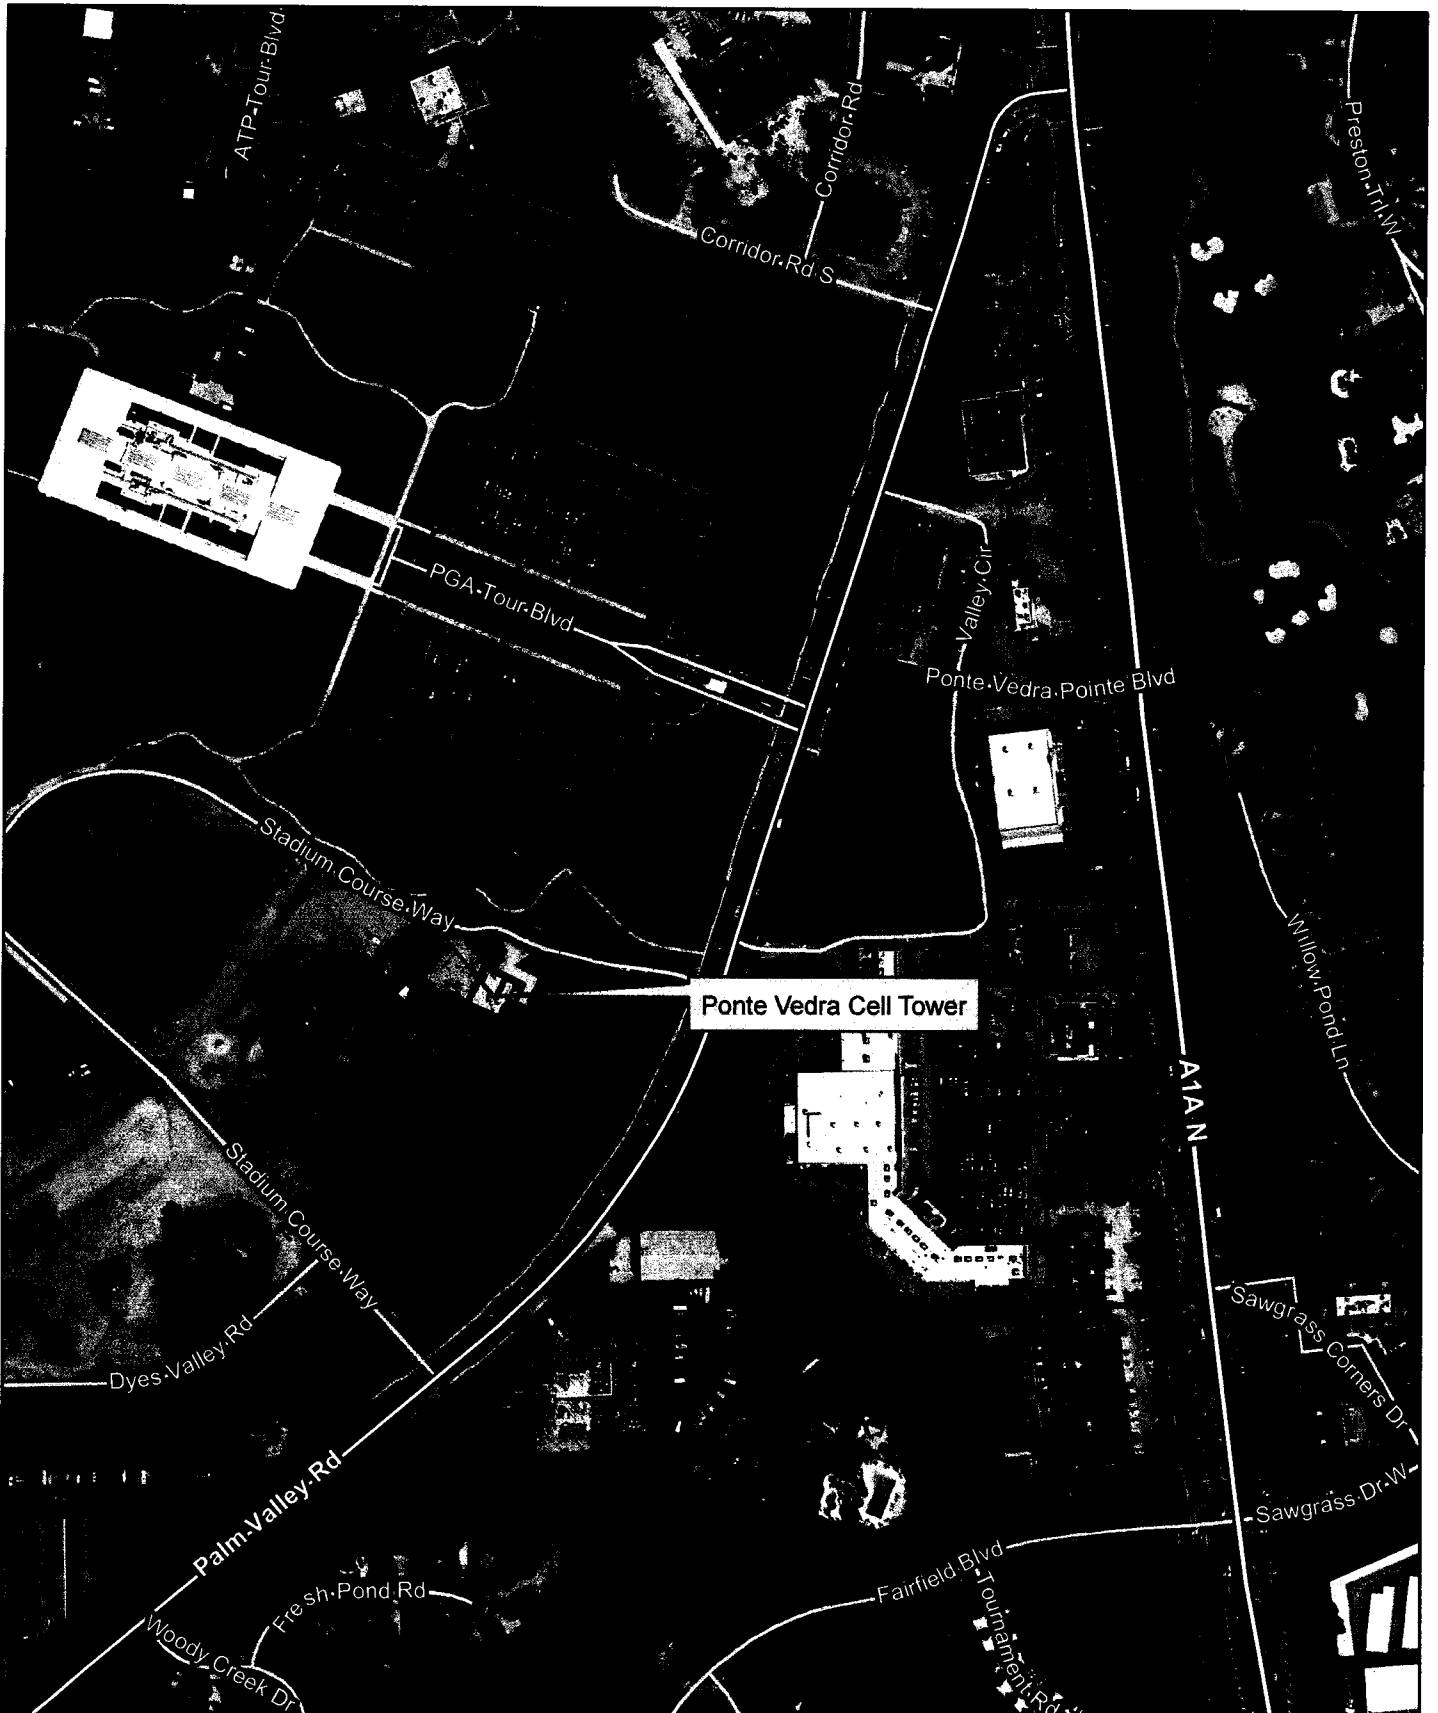 ATP Tour Blvd
Corridor Rd
Preston Trl W
Corridor Rd S
PGA Tour Blvd
Valley Cir
Ponte Vedra Pointe Blvd
Stadium Course Way
Willow Pond Ln
Ponte Vedra Cell Tower
A1A N
Stadium Course Way
Sawgrass Corners Dr
Dyes Valley Rd
Palm Valley Rd
Sawgrass Dr W
Fairfield Blvd
Fresh Pond Rd
Tournament Rd
Woody Creek Dr